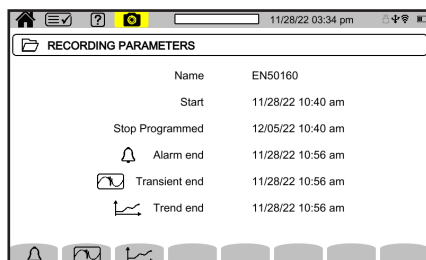 ?
11/28/22 03:34 pm
RECORDING PARAMETERS
Name EN50160
Start 11/28/22 10:40 am
Stop Programmed 12/05/22 10:40 am
Alarm end 11/28/22 10:56 am
Transient end 11/28/22 10:56 am
Trend end 11/28/22 10:56 am